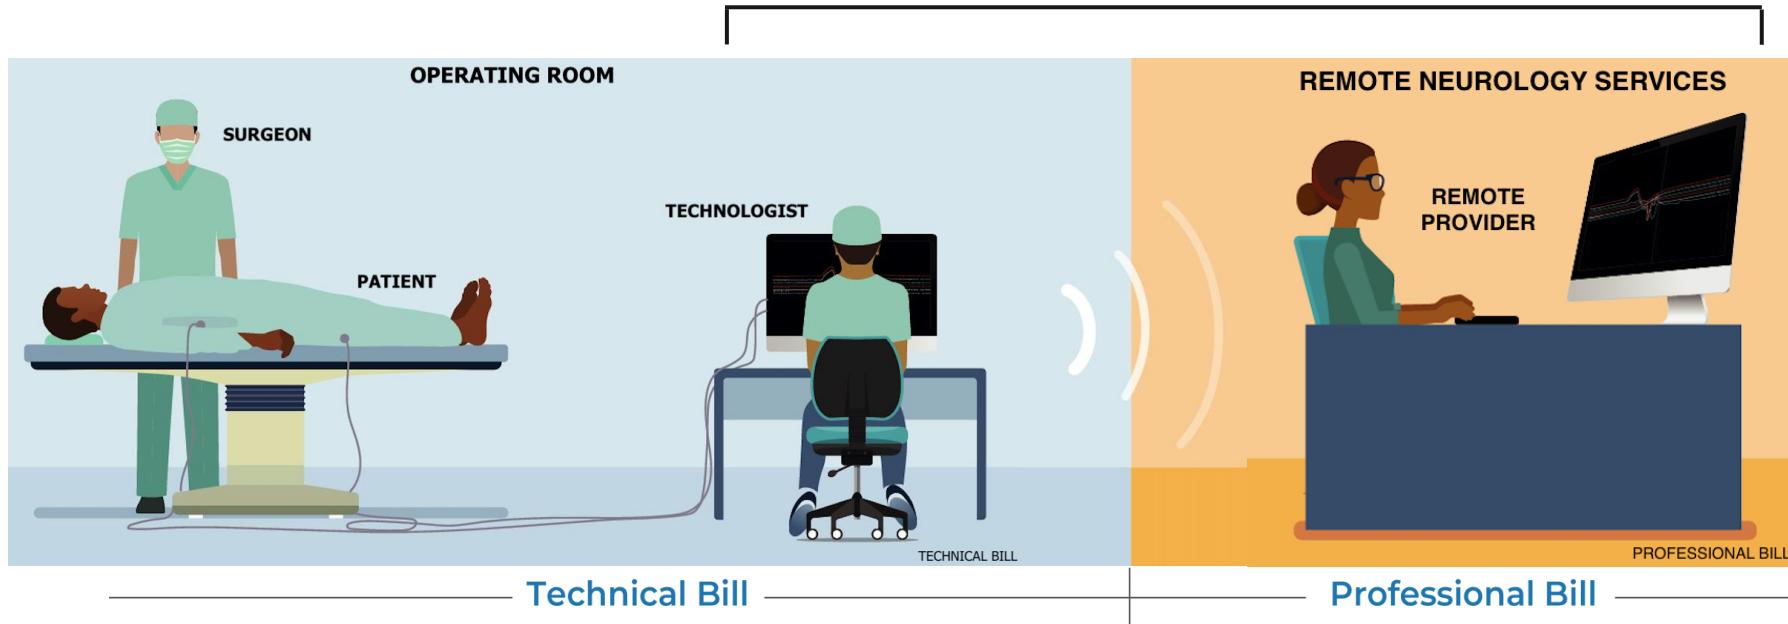 OPERATING ROOM
REMOTE NEUROLOGY SERVICES
SURGEON
TECHNOLOGIST
REMOTE
PROVIDER
PATIENT
TECHNICAL BILL
PROFESSIONAL BILL
Technical Bill
Professional Bill